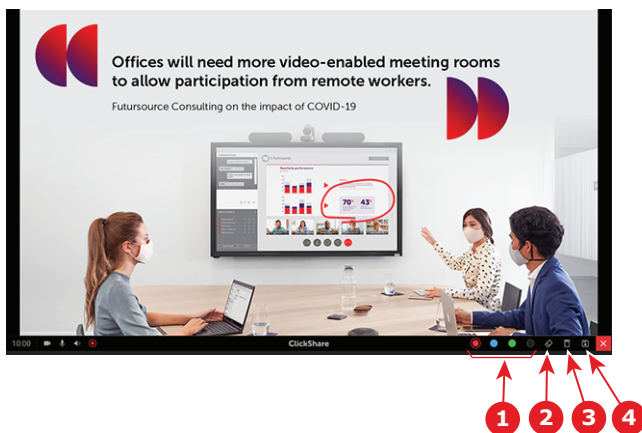 Offices will need more video-enabled meeting rooms
to allow participation from remote workers.
Futursource Consulting on the impact of COVID-19
Quarterly performance
70%
43%
10:00
ClickShare
1
2
3
4